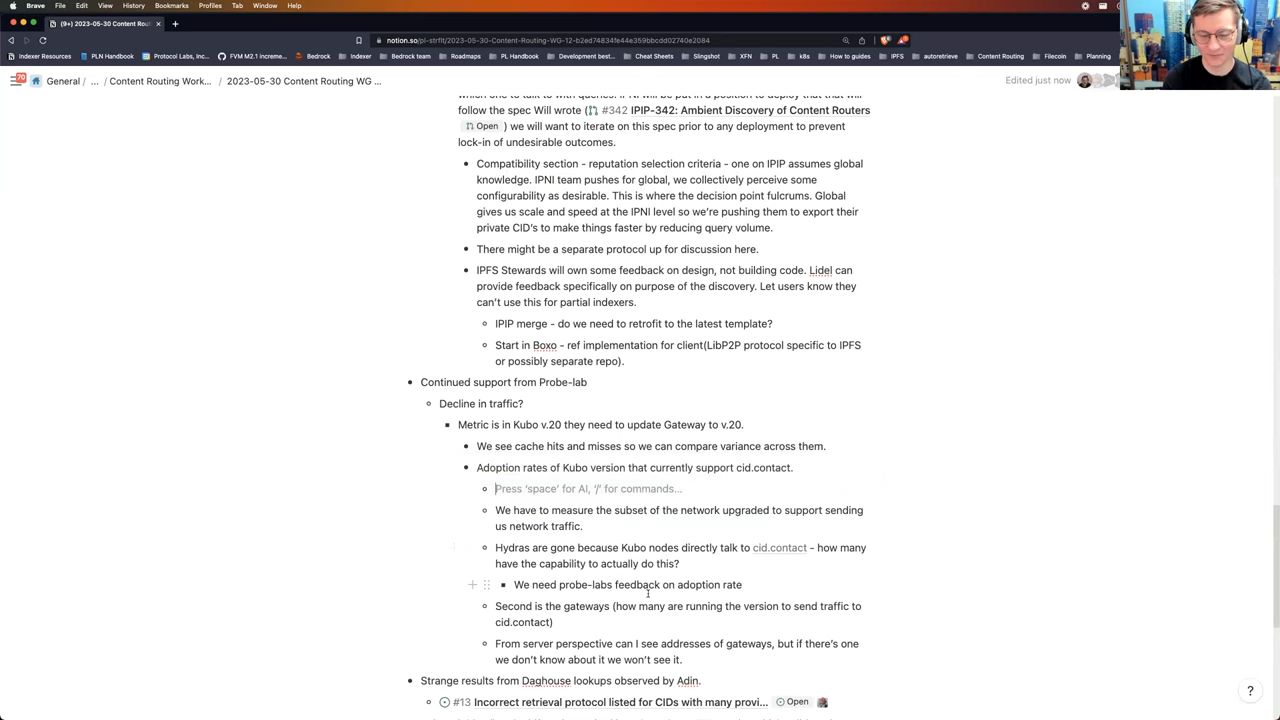 Brave File Edit View History Bookmarks Profiles Tab Window Help
(9+) 2023-05-30 Content Rou
notion.so/pl-strflt/2023-05-30-Content-Routing-WG-12-b2ed74834fe44e359bbcdd02740e2084
Indexer Resources PLN Handbook Protocol Labs, Inc... FVM M2.1 Increme... Bedrock Roadmaps PL Handbook Development best... Cheat Sheets Slingshot XFN PL Indexer Bedrock team k8s How to guides IPFS autoretrieve Content Routing Filecoin Planning
70 General / ... / Content Routing Work... / 2023-05-30 Content Routing WG ... Edited just now
which one to talk to with queries. If IPNI will be put in a position to deploy that will
follow the spec Will wrote ( #342 IPIP-342: Ambient Discovery of Content Routers
Open ) we will want to iterate on this spec prior to any deployment to prevent
lock-in of undesirable outcomes.
Compatibility section - reputation selection criteria - one on IPIP assumes global
knowledge. IPNI team pushes for global, we collectively perceive some
configurability as desirable. This is where the decision point fulcrums. Global
gives us scale and speed at the IPNI level so we're pushing them to export their
private CID's to make things faster by reducing query volume.
There might be a separate protocol up for discussion here.
IPFS Stewards will own some feedback on design, not building code. Lidel can
provide feedback specifically on purpose of the discovery. Let users know they
can't use this for partial indexers.
IPIP merge - do we need to retrofit to the latest template?
Start in Boxo - ref implementation for client(LibP2P protocol specific to IPFS
or possibly separate repo).
Continued support from Probe-lab
Decline in traffic?
Metric is in Kubo v.20 they need to update Gateway to v.20.
We see cache hits and misses so we can compare variance across them.
Adoption rates of Kubo version that currently support cid.contact.
Press 'space' for AI, '/' for commands...
We have to measure the subset of the network upgraded to support sending
us network traffic.
Hydras are gone because Kubo nodes directly talk to cid.contact - how many
have the capability to actually do this?
We need probe-labs feedback on adoption rate
Second is the gateways (how many are running the version to send traffic to
cid.contact)
From server perspective can I see addresses of gateways, but if there's one
we don't know about it we won't see it.
Strange results from Daghouse lookups observed by Adin.
#13 Incorrect retrieval protocol listed for CIDs with many provi... Open
?